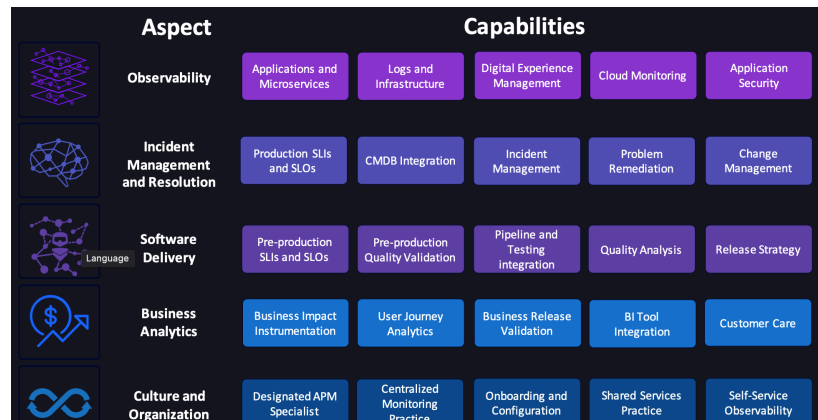 Aspect
Capabilities
Observability
Applications and
Microservices
Logs and
Infrastructure
Digital Experience
Management
Cloud Monitoring
Application
Security
Incident
Management
and Resolution
Production SLIs
and SLOs
CMDB Integration
Incident
Management
Problem
Remediation
Change
Management
Software
Delivery
Language
Pre-production
SLIs and SLOs
Pre-production
Quality Validation
Pipeline and
Testing
integration
Quality Analysis
Release Strategy
$
Business
Analytics
Business Impact
Instrumentation
User Journey
Analytics
Business Release
Validation
BI Tool
Integration
Customer Care
Culture and
Organization
Designated APM
Specialist
Centralized
Monitoring
Practice
Onboarding and
Configuration
Shared Services
Practice
Self-Service
Observability